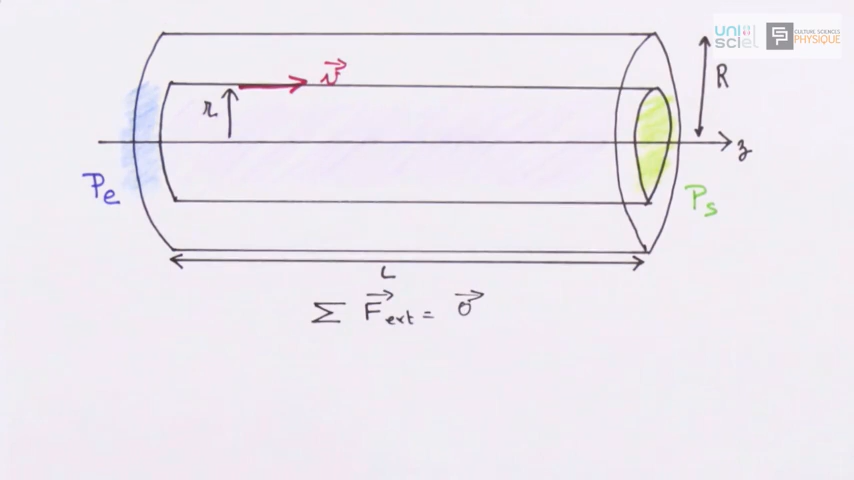 uni sciel
CULTURE SCIENCES
PHYSIQUE
v⃗
R
r
z
Pe
Ps
L
Σ F⃗ext = 0⃗